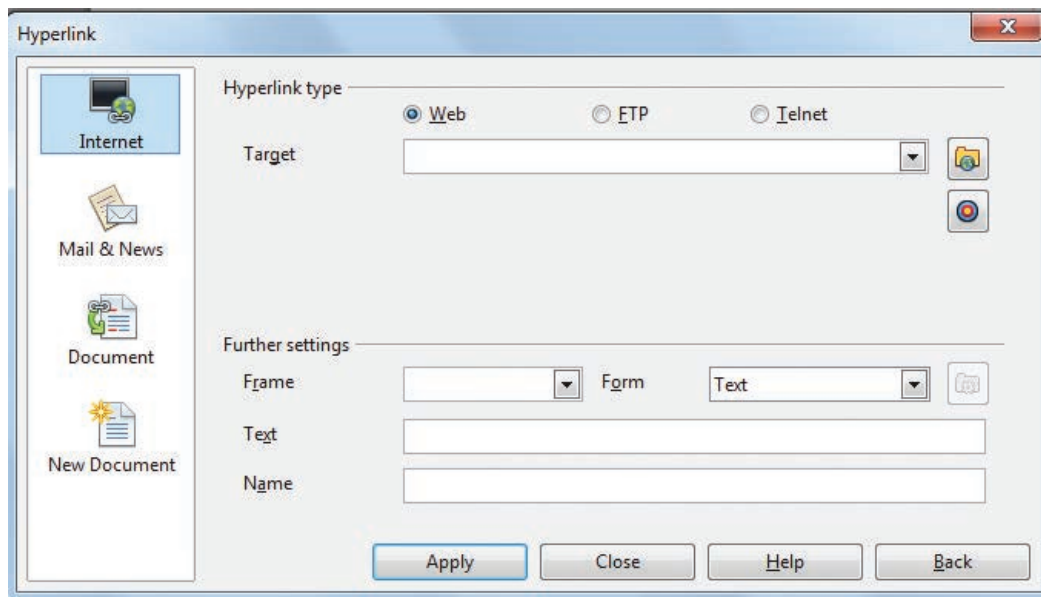 Hyperlink
Internet
Mail & News
Document
New Document
Hyperlink type
Web FTP Telnet
Target
Further settings
Frame Form Text
Text
Name
Apply Close Help Back